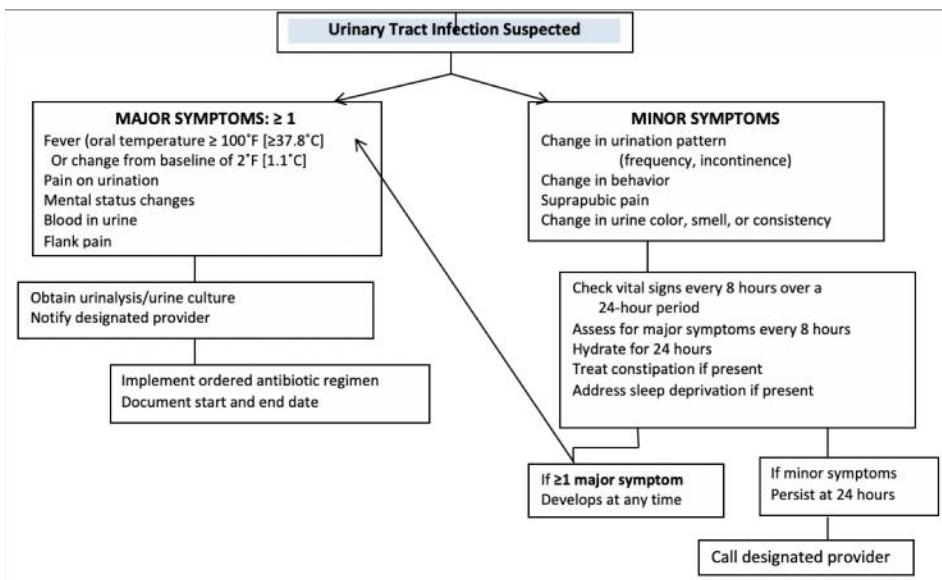 Urinary Tract Infection Suspected
MAJOR SYMPTOMS: ≥ 1
Fever (oral temperature ≥ 100˚F [≥37.8˚C]
Or change from baseline of 2˚F [1.1˚C]
Pain on urination
Mental status changes
Blood in urine
Flank pain
Obtain urinalysis/urine culture
Notify designated provider
Implement ordered antibiotic regimen
Document start and end date
MINOR SYMPTOMS
Change in urination pattern
(frequency, incontinence)
Change in behavior
Suprapubic pain
Change in urine color, smell, or consistency
Check vital signs every 8 hours over a
24-hour period
Assess for major symptoms every 8 hours
Hydrate for 24 hours
Treat constipation if present
Address sleep deprivation if present
If ≥1 major symptom
Develops at any time
If minor symptoms
Persist at 24 hours
Call designated provider